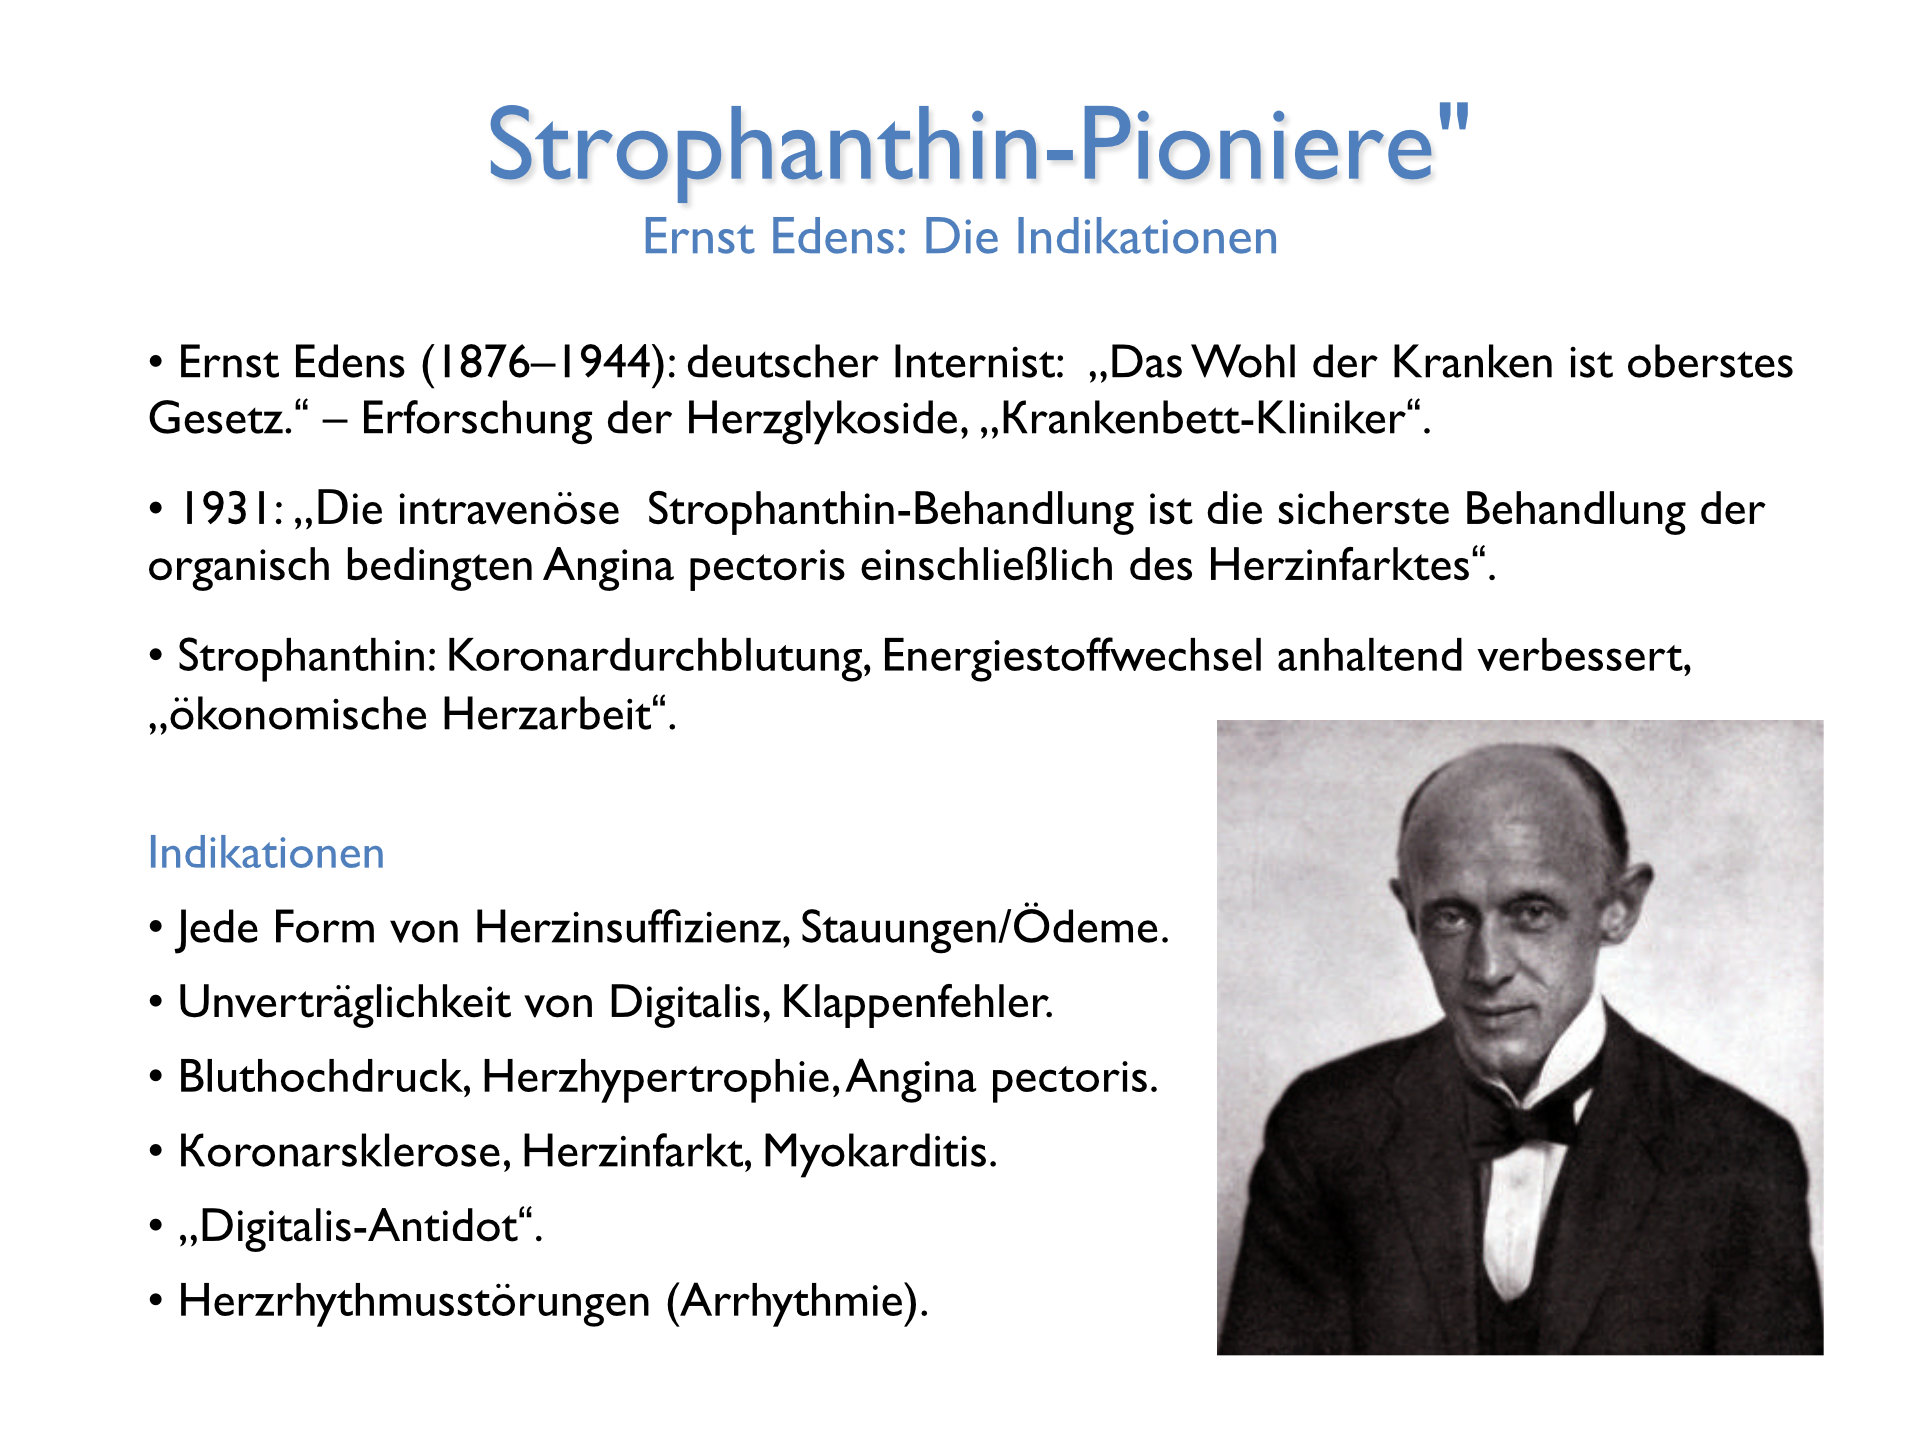 Strophanthin-Pioniere"
Ernst Edens: Die Indikationen
• Ernst Edens (1876–1944): deutscher Internist:  „Das Wohl der Kranken ist oberstes
Gesetz.“ – Erforschung der Herzglykoside, „Krankenbett-Kliniker“.
• 1931: „Die intravenöse  Strophanthin-Behandlung ist die sicherste Behandlung der
organisch bedingten Angina pectoris einschließlich des Herzinfarktes“.
• Strophanthin: Koronardurchblutung, Energiestoffwechsel anhaltend verbessert,
„ökonomische Herzarbeit“.
Indikationen
• Jede Form von Herzinsuffizienz, Stauungen/Ödeme.
• Unverträglichkeit von Digitalis, Klappenfehler.
• Bluthochdruck, Herzhypertrophie, Angina pectoris.
• Koronarsklerose, Herzinfarkt, Myokarditis.
• „Digitalis-Antidot“.
• Herzrhythmusstörungen (Arrhythmie).